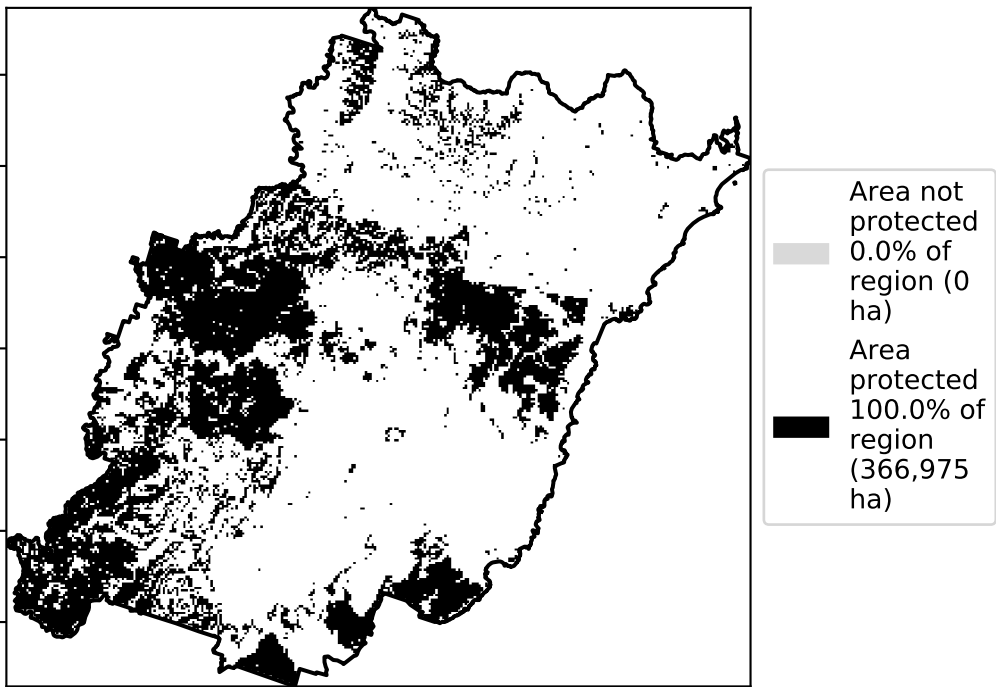 Area not
protected
0.0% of
region (0
ha)
Area
protected
100.0% of
region
(366,975
ha)